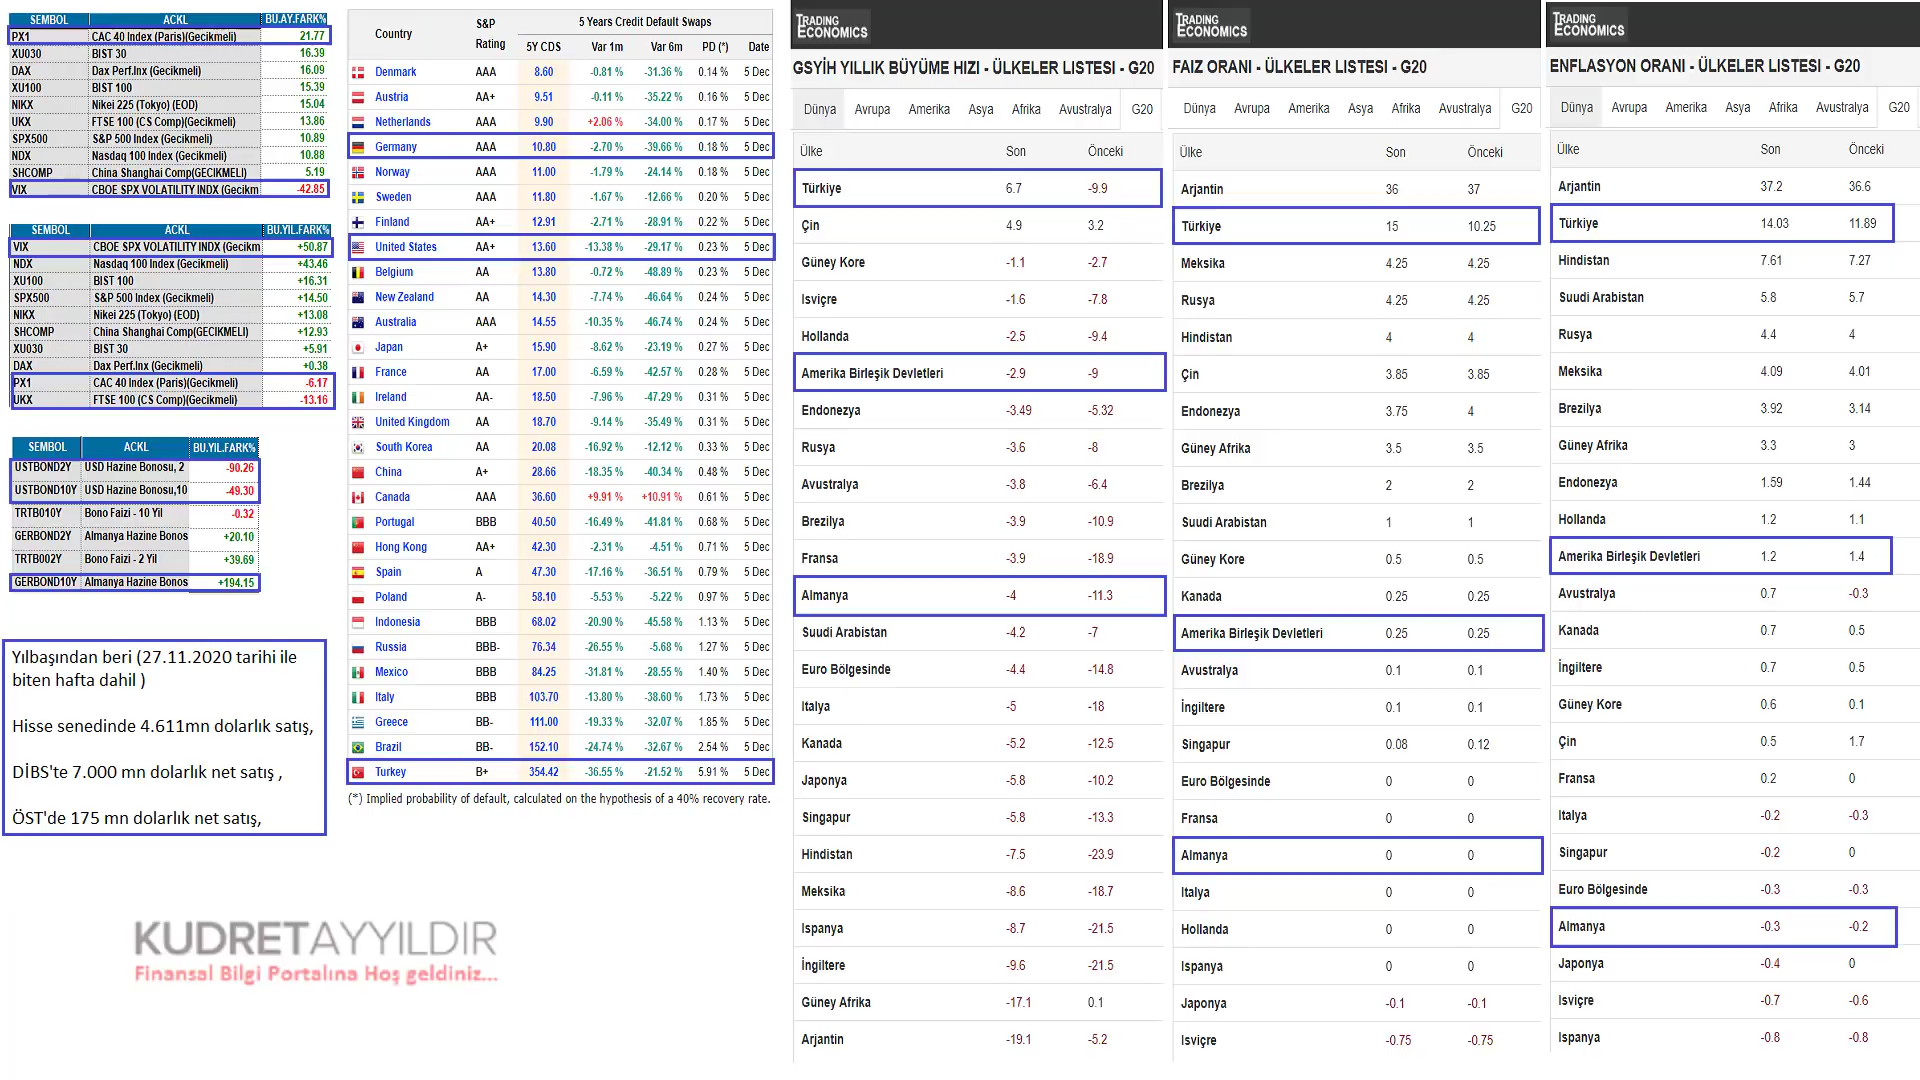 SEMBOL ACKL BU.AY.FARK%
PX1 CAC 40 Index (Paris)(Gecikmeli) 21.77
XU030 BIST 30 16.39
DAX Dax Perf.Inx (Gecikmeli) 16.09
XU100 BIST 100 15.39
NIKX Nikei 225 (Tokyo) (EOD) 15.04
UKX FTSE 100 (CS Comp)(Gecikmeli) 13.86
SPX500 S&P 500 Index (Gecikmeli) 10.89
NDX Nasdaq 100 Index (Gecikmeli) 10.88
SHCOMP China Shanghai Comp(GECIKMELI) 5.19
VIX CBOE SPX VOLATILITY INDX (Gecikm -42.85
SEMBOL ACKL BU.YIL.FARK%
VIX CBOE SPX VOLATILITY INDX (Gecikm +50.87
NDX Nasdaq 100 Index (Gecikmeli) +43.46
XU100 BIST 100 +16.31
SPX500 S&P 500 Index (Gecikmeli) +14.50
NIKX Nikei 225 (Tokyo) (EOD) +13.08
SHCOMP China Shanghai Comp(GECIKMELI) +12.93
XU030 BIST 30 +5.91
DAX Dax Perf.Inx (Gecikmeli) +0.38
PX1 CAC 40 Index (Paris)(Gecikmeli) -6.17
UKX FTSE 100 (CS Comp)(Gecikmeli) -13.16
SEMBOL ACKL BU.YIL.FARK%
USTBOND2Y USD Hazine Bonosu, 2 -90.26
USTBOND10Y USD Hazine Bonosu,10 -49.30
TRTB010Y Bono Faizi - 10 Yil -0.32
GERBOND2Y Almanya Hazine Bonos +20.10
TRTB002Y Bono Faizi - 2 Yil +39.69
GERBOND10Y Almanya Hazine Bonos +194.15
Yılbaşından beri (27.11.2020 tarihi ile
biten hafta dahil )
Hisse senedinde 4.611mn dolarlık satış,
DİBS'te 7.000 mn dolarlık net satış ,
ÖST'de 175 mn dolarlık net satış,
KUDRETAYYILDIR
Finansal Bilgi Portalına Hoş geldiniz...
Country S&P Rating 5 Years Credit Default Swaps
5Y CDS Var 1m Var 6m PD (*) Date
Denmark AAA 8.60 -0.81 % -31.36 % 0.14 % 5 Dec
Austria AA+ 9.51 -0.11 % -35.22 % 0.16 % 5 Dec
Netherlands AAA 9.90 +2.06 % -34.00 % 0.17 % 5 Dec
Germany AAA 10.80 -2.70 % -39.66 % 0.18 % 5 Dec
Norway AAA 11.00 -1.79 % -24.14 % 0.18 % 5 Dec
Sweden AAA 11.80 -1.67 % -12.66 % 0.20 % 5 Dec
Finland AA+ 12.91 -2.71 % -28.91 % 0.22 % 5 Dec
United States AA+ 13.60 -13.38 % -29.17 % 0.23 % 5 Dec
Belgium AA 13.80 -0.72 % -48.89 % 0.23 % 5 Dec
New Zealand AA 14.30 -7.74 % -46.64 % 0.24 % 5 Dec
Australia AAA 14.55 -10.35 % -46.74 % 0.24 % 5 Dec
Japan A+ 15.90 -8.62 % -23.19 % 0.27 % 5 Dec
France AA 17.00 -6.59 % -42.57 % 0.28 % 5 Dec
Ireland AA- 18.50 -7.96 % -47.29 % 0.31 % 5 Dec
United Kingdom AA 18.70 -9.14 % -35.49 % 0.31 % 5 Dec
South Korea AA 20.08 -16.92 % -12.12 % 0.33 % 5 Dec
China A+ 28.66 -18.35 % -40.34 % 0.48 % 5 Dec
Canada AAA 36.60 +9.91 % +10.91 % 0.61 % 5 Dec
Portugal BBB 40.50 -16.49 % -41.81 % 0.68 % 5 Dec
Hong Kong AA+ 42.30 -2.31 % -4.51 % 0.71 % 5 Dec
Spain A 47.30 -17.16 % -36.51 % 0.79 % 5 Dec
Poland A- 58.10 -5.53 % -5.22 % 0.97 % 5 Dec
Indonesia BBB 68.02 -20.90 % -45.58 % 1.13 % 5 Dec
Russia BBB- 76.34 -26.55 % -5.68 % 1.27 % 5 Dec
Mexico BBB 84.25 -31.81 % -28.55 % 1.40 % 5 Dec
Italy BBB 103.70 -13.80 % -38.60 % 1.73 % 5 Dec
Greece BB- 111.00 -19.33 % -32.07 % 1.85 % 5 Dec
Brazil BB- 152.10 -24.74 % -32.67 % 2.54 % 5 Dec
Turkey B+ 354.42 -36.55 % -21.52 % 5.91 % 5 Dec
(*) Implied probability of default, calculated on the hypothesis of a 40% recovery rate.
TRADING
ECONOMICS
GSYİH YILLIK BÜYÜME HIZI - ÜLKELER LISTESI - G20
Dünya Avrupa Amerika Asya Afrika Avustralya G20
Ülke Son Önceki
Türkiye 6.7 -9.9
Çin 4.9 3.2
Güney Kore -1.1 -2.7
Isviçre -1.6 -7.8
Hollanda -2.5 -9.4
Amerika Birleşik Devletleri -2.9 -9
Endonezya -3.49 -5.32
Rusya -3.6 -8
Avustralya -3.8 -6.4
Brezilya -3.9 -10.9
Fransa -3.9 -18.9
Almanya -4 -11.3
Suudi Arabistan -4.2 -7
Euro Bölgesinde -4.4 -14.8
Italya -5 -18
Kanada -5.2 -12.5
Japonya -5.8 -10.2
Singapur -5.8 -13.3
Hindistan -7.5 -23.9
Meksika -8.6 -18.7
Ispanya -8.7 -21.5
İngiltere -9.6 -21.5
Güney Afrika -17.1 0.1
Arjantin -19.1 -5.2
TRADING
ECONOMICS
FAIZ ORANI - ÜLKELER LISTESI - G20
Dünya Avrupa Amerika Asya Afrika Avustralya G20
Ülke Son Önceki
Arjantin 36 37
Türkiye 15 10.25
Meksika 4.25 4.25
Rusya 4.25 4.25
Hindistan 4 4
Çin 3.85 3.85
Endonezya 3.75 4
Güney Afrika 3.5 3.5
Brezilya 2 2
Suudi Arabistan 1 1
Güney Kore 0.5 0.5
Kanada 0.25 0.25
Amerika Birleşik Devletleri 0.25 0.25
Avustralya 0.1 0.1
İngiltere 0.1 0.1
Singapur 0.08 0.12
Euro Bölgesinde 0 0
Fransa 0 0
Almanya 0 0
Italya 0 0
Hollanda 0 0
Ispanya 0 0
Japonya -0.1 -0.1
Isviçre -0.75 -0.75
TRADING
ECONOMICS
ENFLASYON ORANI - ÜLKELER LISTESI - G20
Dünya Avrupa Amerika Asya Afrika Avustralya G20
Ülke Son Önceki
Arjantin 37.2 36.6
Türkiye 14.03 11.89
Hindistan 7.61 7.27
Suudi Arabistan 5.8 5.7
Rusya 4.4 4
Meksika 4.09 4.01
Brezilya 3.92 3.14
Güney Afrika 3.3 3
Endonezya 1.59 1.44
Hollanda 1.2 1.1
Amerika Birleşik Devletleri 1.2 1.4
Avustralya 0.7 -0.3
Kanada 0.7 0.5
İngiltere 0.7 0.5
Güney Kore 0.6 0.1
Çin 0.5 1.7
Fransa 0.2 0
Italya -0.2 -0.3
Singapur -0.2 0
Euro Bölgesinde -0.3 -0.3
Almanya -0.3 -0.2
Japonya -0.4 0
Isviçre -0.7 -0.6
Ispanya -0.8 -0.8